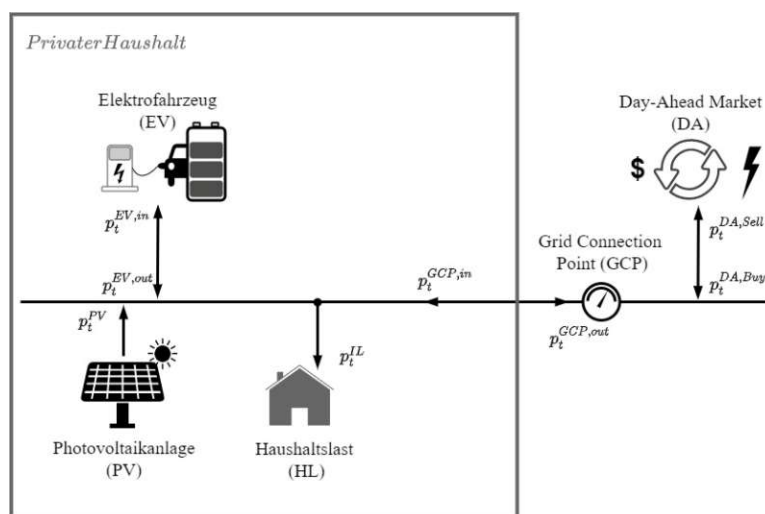 PrivaterHaushalt
Elektrofahrzeug
(EV)
Day-Ahead Market
(DA)
$
p_t^{EV,in}
p_t^{DA,Sell}
Grid Connection
Point (GCP)
p_t^{EV,out}
p_t^{GCP,in}
p_t^{DA,Buy}
p_t^{PV}
p_t^{GCP,out}
p_t^{IL}
Photovoltaikanlage
(PV)
Haushaltslast
(HL)